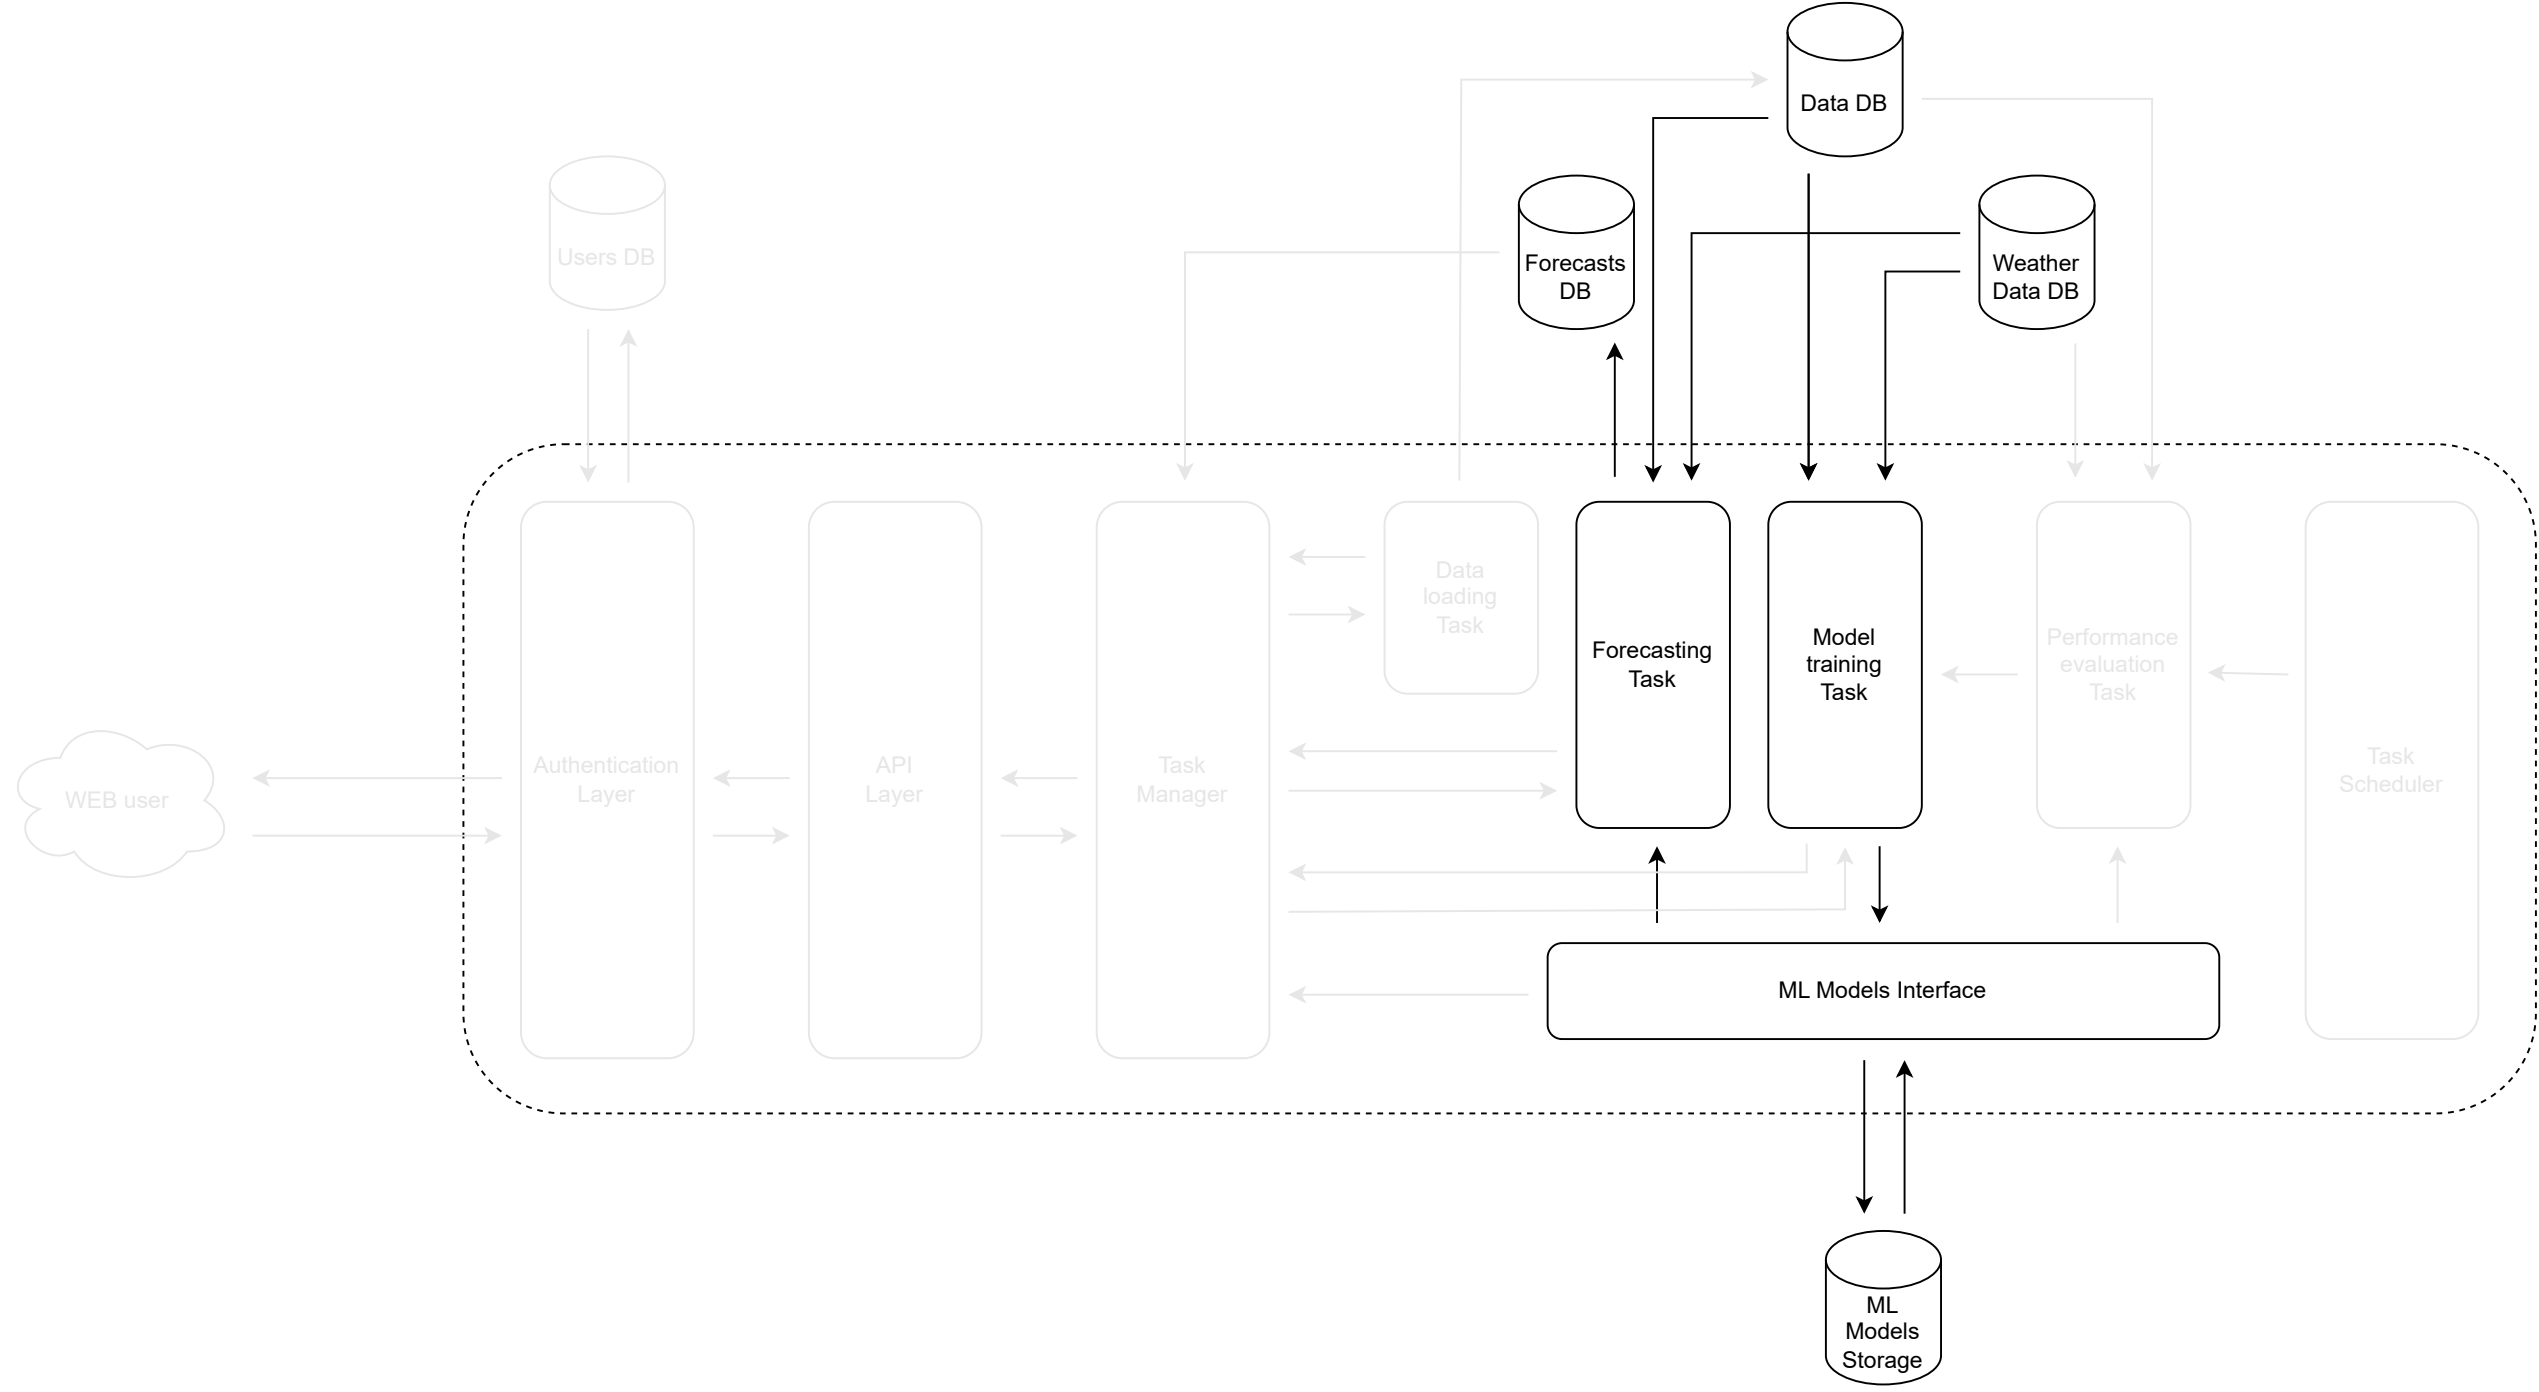 Data DB
Users DB
Forecasts
DB
Weather
Data DB
Data
loading
Task
Forecasting
Task
Model
training
Task
Performance
evaluation
Task
WEB user
Authentication
Layer
API
Layer
Task
Manager
Task
Scheduler
ML Models Interface
ML
Models
Storage